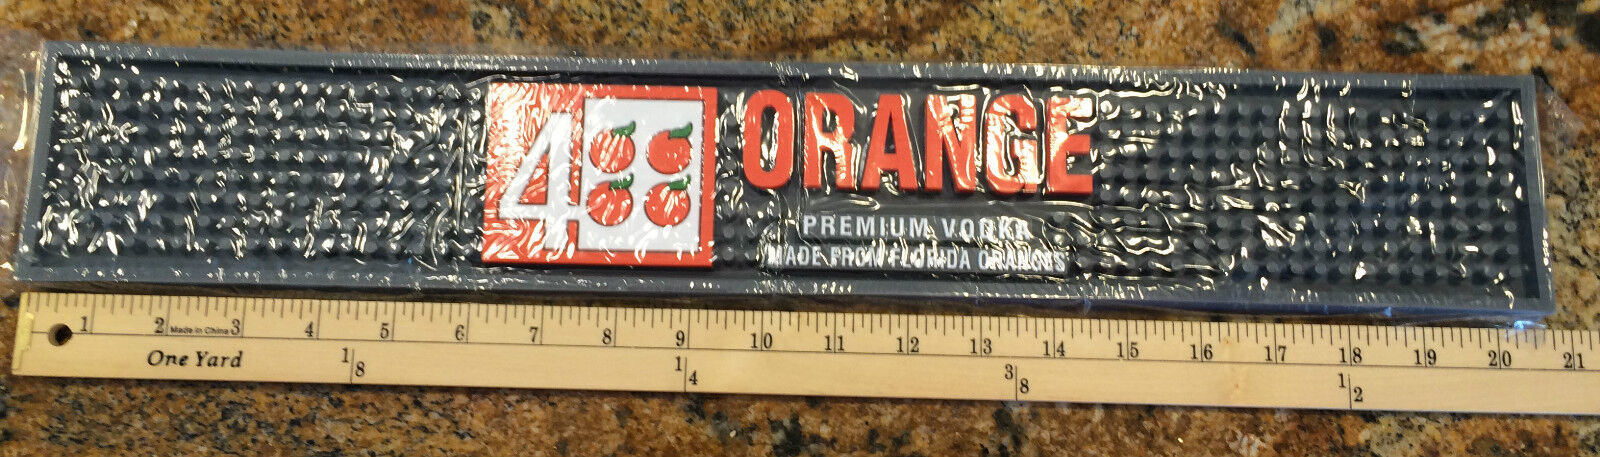 4 ORANGE
PREMIUM VODKA
MADE FROM FLORIDA ORANGES
1 2 Made in China 3 4 5 6 7 8 9 10 11 12 13 14 15 16 17 18 19 20 21
One Yard 1/8 1/4 3/8 1/2